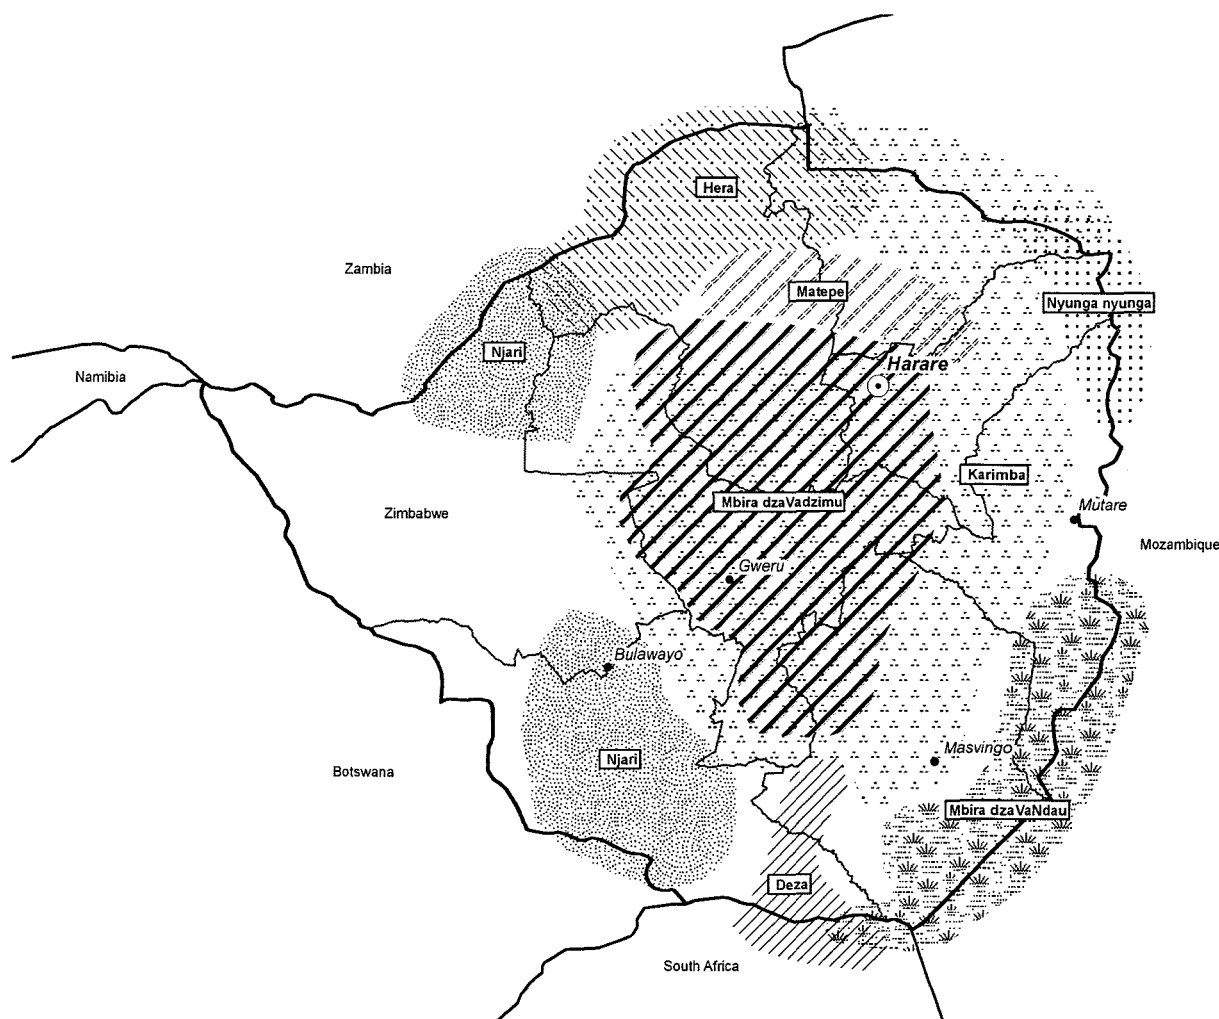 Hera
Zambia
Matepe
Nyunga nyunga
Njari
Harare
Namibia
Karimba
Mbira dzaVadzimu
Mutare
Zimbabwe
Mozambique
Gweru
Bulawayo
Masvingo
Njari
Botswana
Mbira dzaVaNdau
Deza
South Africa